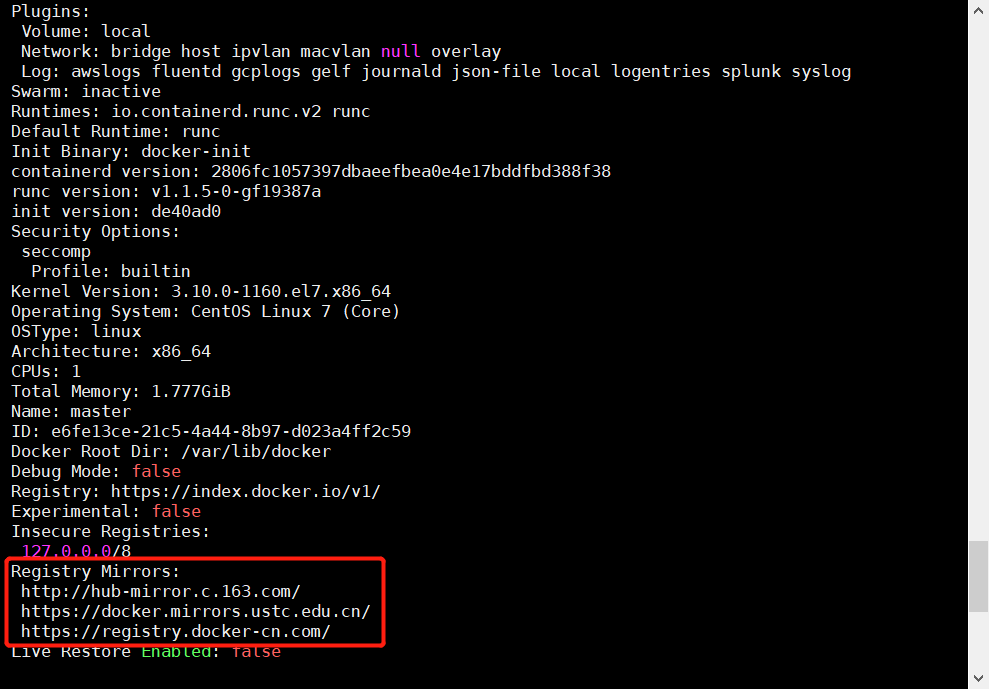 Plugins:
Volume: local
Network: bridge host ipvlan macvlan null overlay
Log: awslogs fluentd gcplogs gelf journald json-file local logentries splunk syslog
Swarm: inactive
Runtimes: io.containerd.runc.v2 runc
Default Runtime: runc
Init Binary: docker-init
containerd version: 2806fc1057397dbaeefbea0e4e17bddfbd388f38
runc version: v1.1.5-0-gf19387a
init version: de40ad0
Security Options:
seccomp
Profile: builtin
Kernel Version: 3.10.0-1160.el7.x86_64
Operating System: CentOS Linux 7 (Core)
OSType: linux
Architecture: x86_64
CPUs: 1
Total Memory: 1.777GiB
Name: master
ID: e6fe13ce-21c5-4a44-8b97-d023a4ff2c59
Docker Root Dir: /var/lib/docker
Debug Mode: false
Registry: https://index.docker.io/v1/
Experimental: false
Insecure Registries:
127.0.0.0/8
Registry Mirrors:
http://hub-mirror.c.163.com/
https://docker.mirrors.ustc.edu.cn/
https://registry.docker-cn.com/
Live Restore Enabled: false